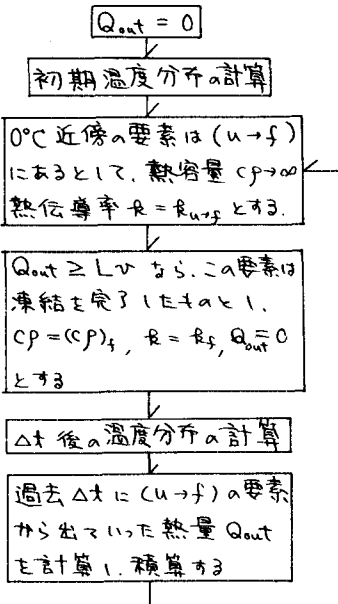 Qout = 0
初期温度分布の計算
0℃近傍の要素は(u→f)
にあるとして、熱容量 cρ→∞
熱伝導率 k = ku→f とする.
Qout ≥ Lv なら、この要素は
凍結を完了したものとし,
cρ=(cρ)f, k = kf, Qout=0
とする
Δt 後の温度分布の計算
過去Δtに(u→f)の要素
から出ていった熱量 Qout
を計算し、積算する